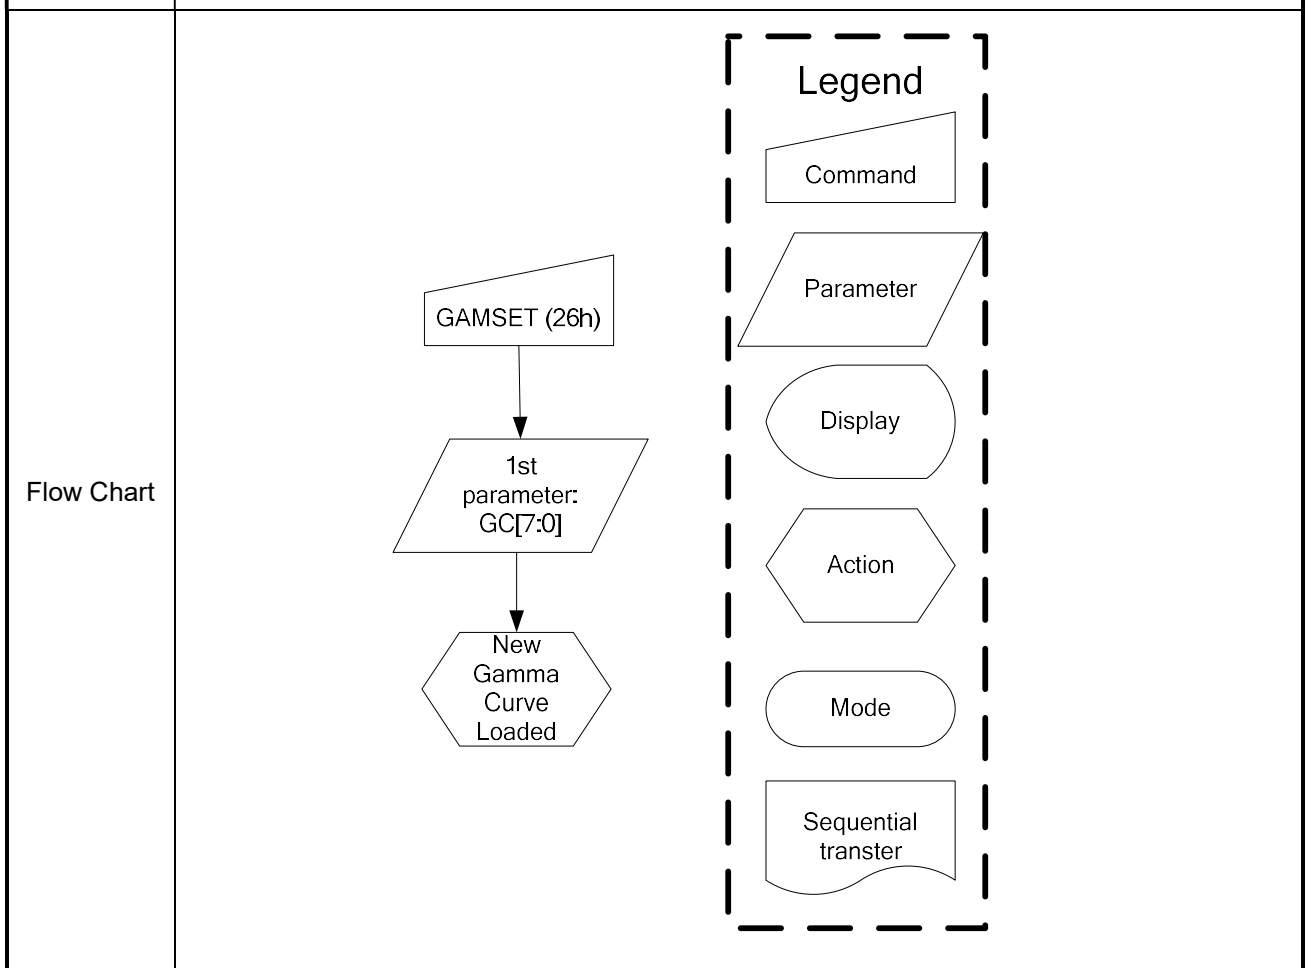 Flow Chart
GAMSET (26h)
1st
parameter:
GC[7:0]
New
Gamma
Curve
Loaded
Legend
Command
Parameter
Display
Action
Mode
Sequential
transter